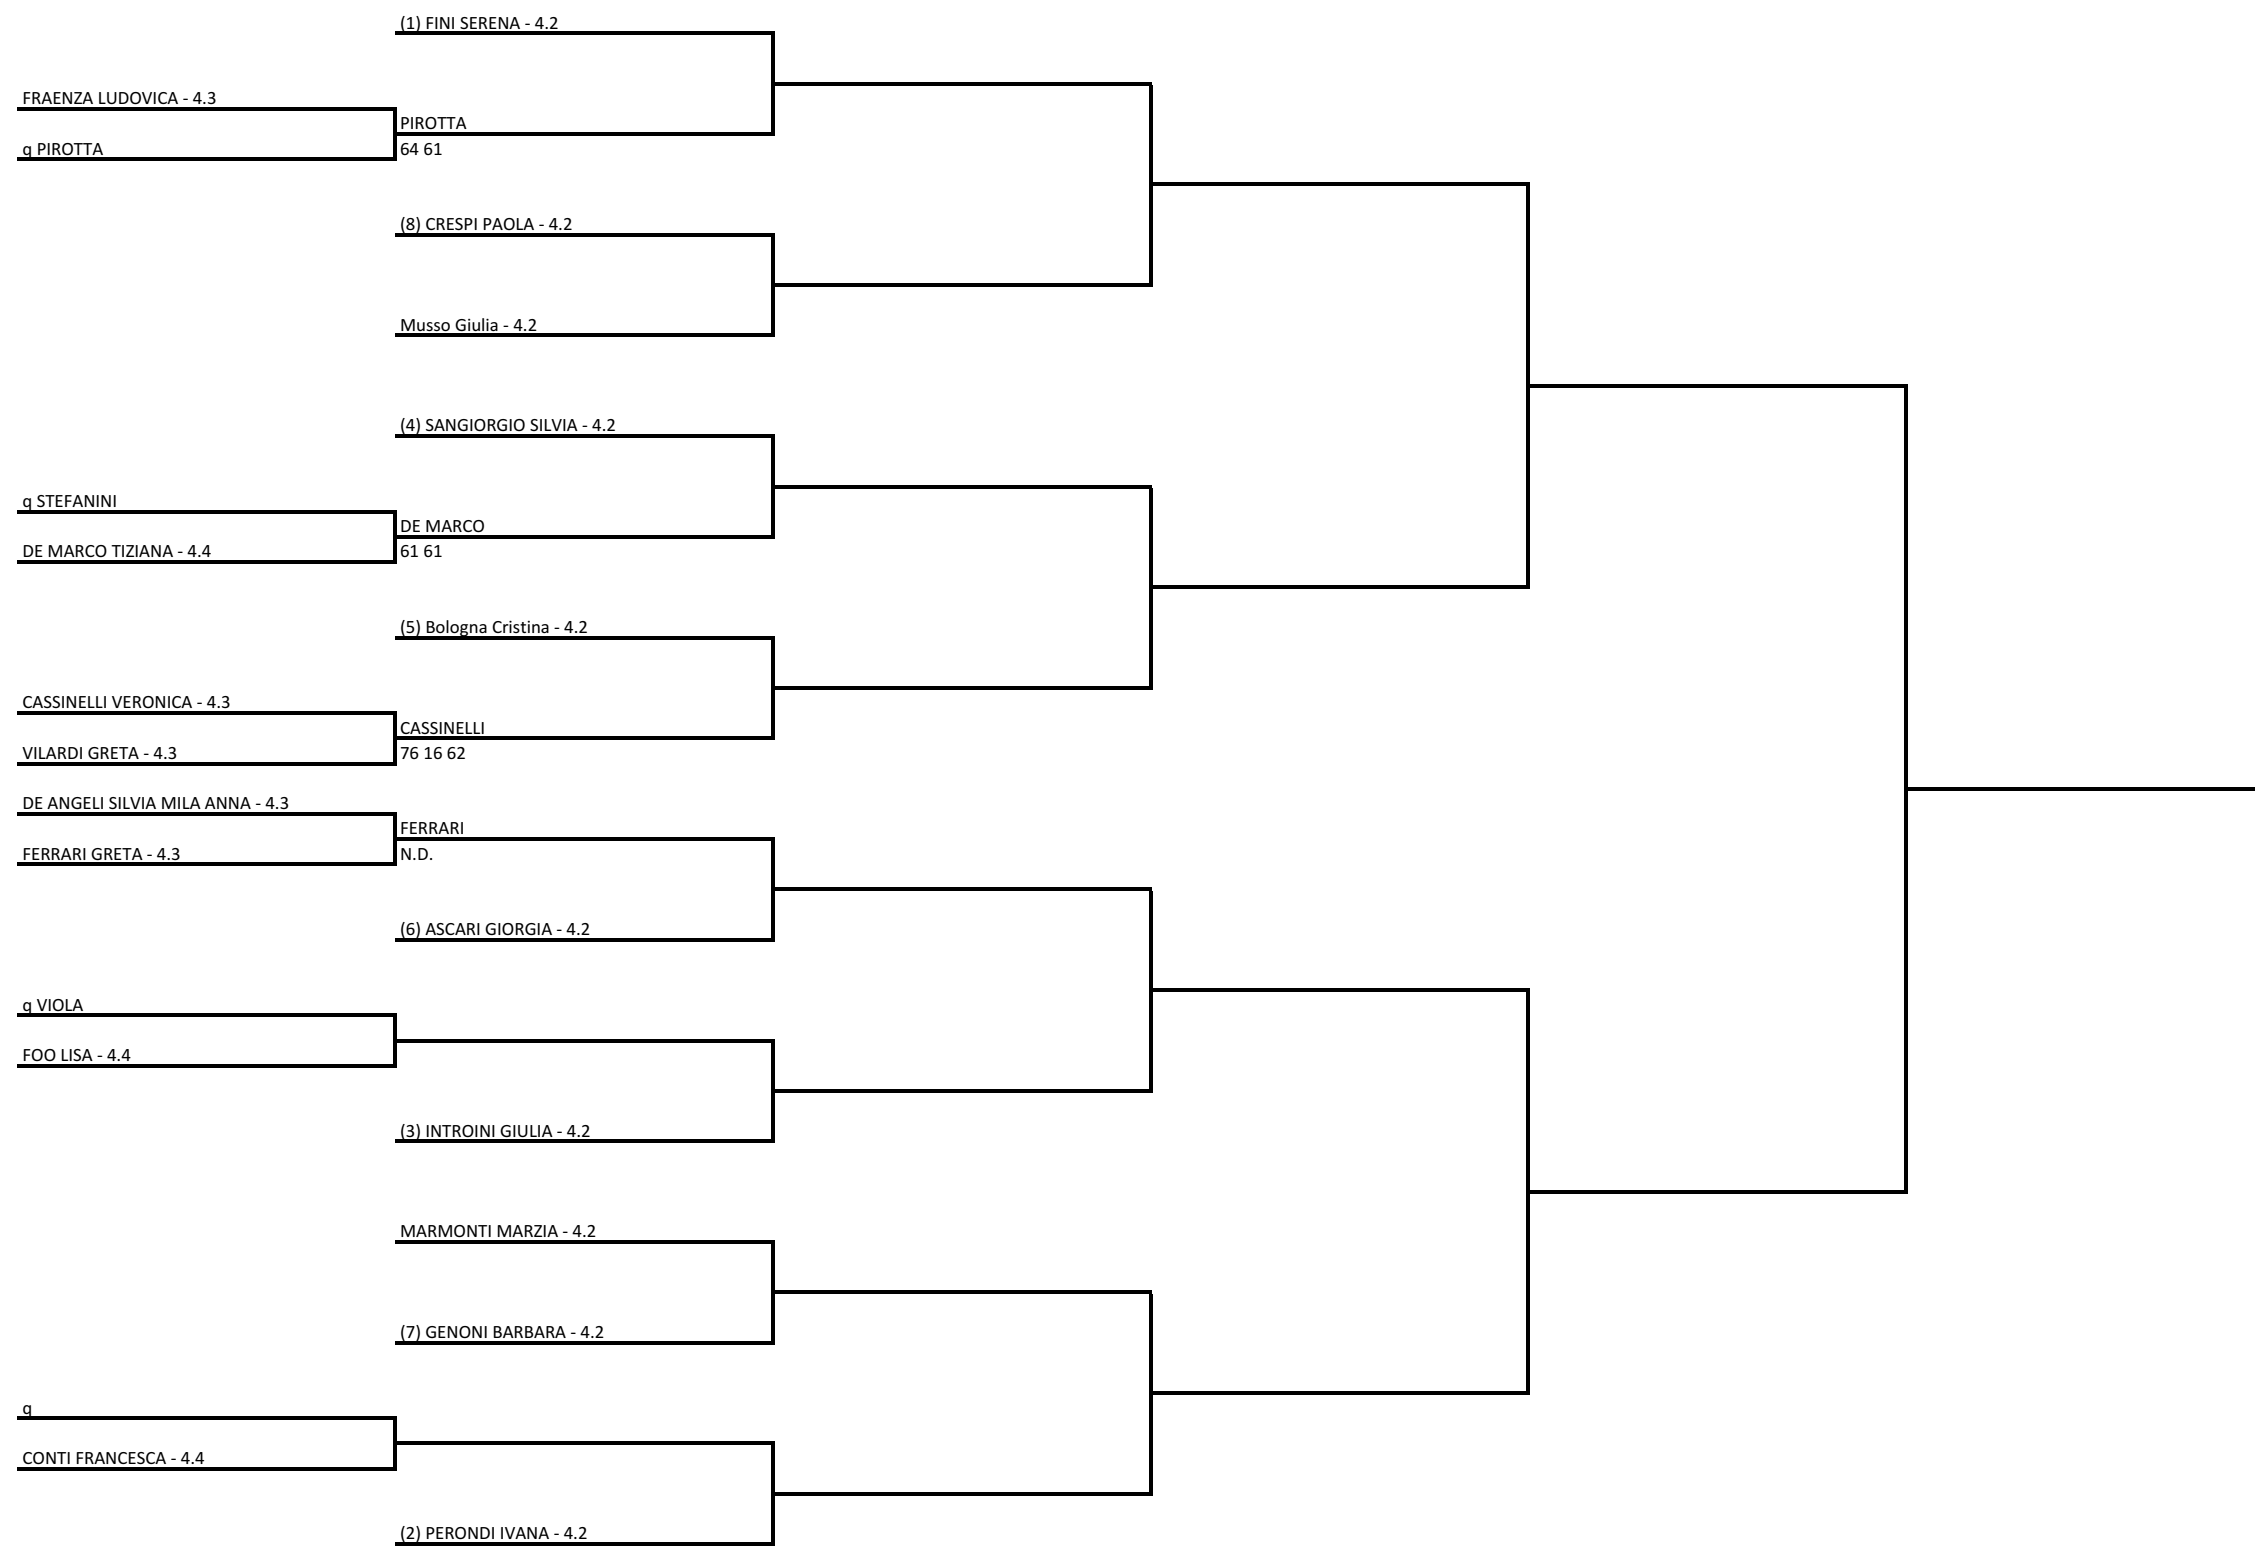 (1) FINI SERENA - 4.2
FRAENZA LUDOVICA - 4.3
PIROTTA
q PIROTTA
64 61
(8) CRESPI PAOLA - 4.2
Musso Giulia - 4.2
(4) SANGIORGIO SILVIA - 4.2
q STEFANINI
DE MARCO
DE MARCO TIZIANA - 4.4
61 61
(5) Bologna Cristina - 4.2
CASSINELLI VERONICA - 4.3
CASSINELLI
VILARDI GRETA - 4.3
76 16 62
DE ANGELI SILVIA MILA ANNA - 4.3
FERRARI
FERRARI GRETA - 4.3
N.D.
(6) ASCARI GIORGIA - 4.2
q VIOLA
FOO LISA - 4.4
(3) INTROINI GIULIA - 4.2
MARMONTI MARZIA - 4.2
(7) GENONI BARBARA - 4.2
q
CONTI FRANCESCA - 4.4
(2) PERONDI IVANA - 4.2